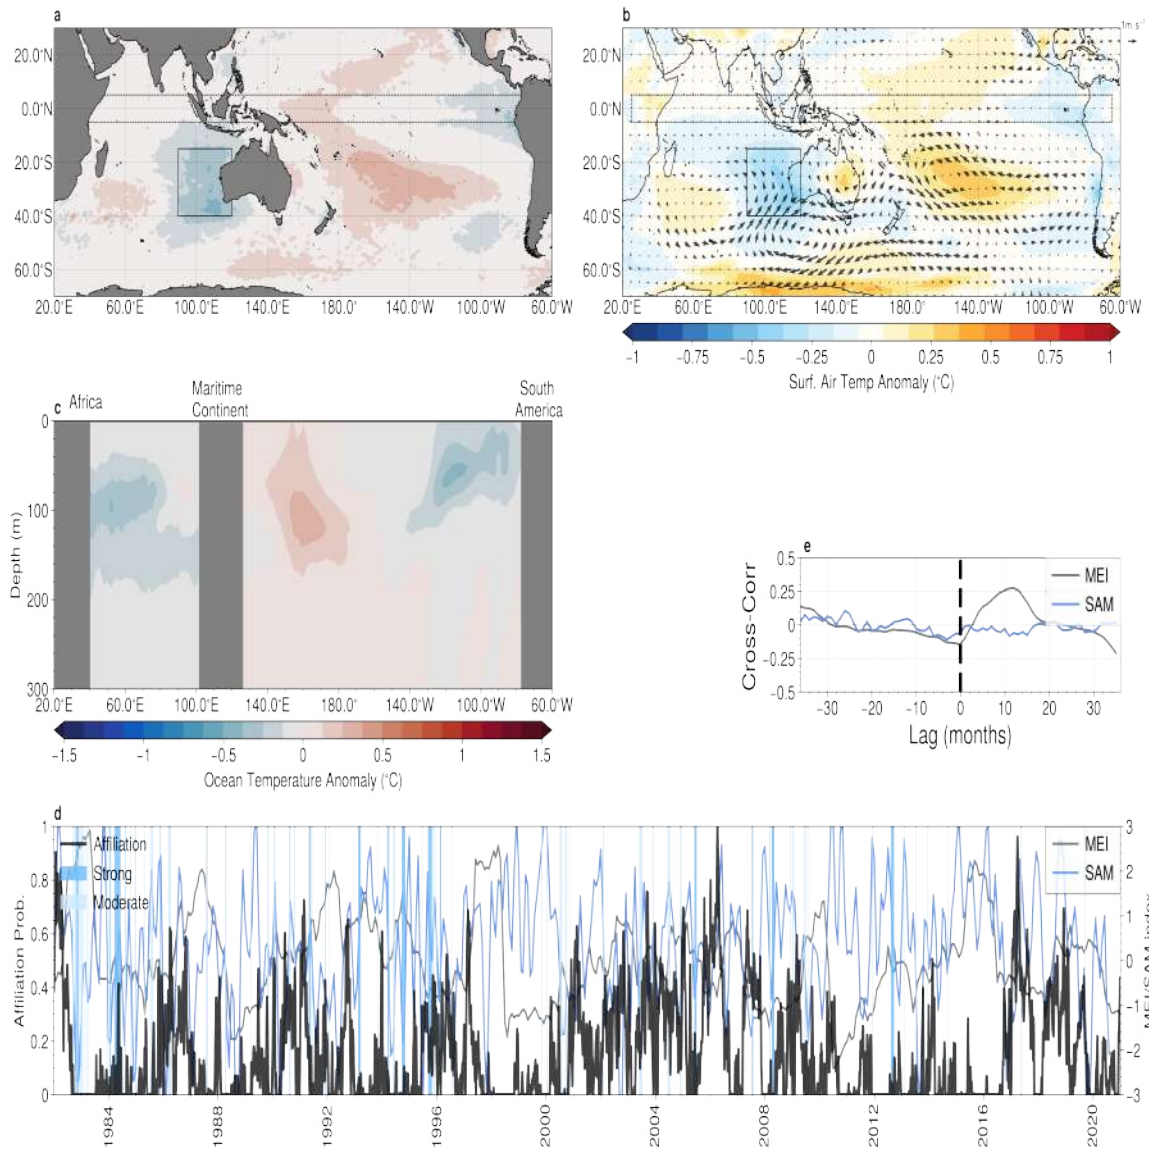 a
20.0°N
0.0°N
20.0°S
40.0°S
60.0°S
20.0°E 60.0°E 100.0°E 140.0°E 180.0° 140.0°W 100.0°W 60.0°W
b
1m s⁻¹
20.0°N
0.0°N
20.0°S
40.0°S
60.0°S
20.0°E 60.0°E 100.0°E 140.0°E 180.0° 140.0°W 100.0°W 60.0°W
-1 -0.75 -0.5 -0.25 0 0.25 0.5 0.75 1
Surf. Air Temp Anomaly (°C)
c Africa
Maritime
Continent
South
America
0
100
200
300
Depth (m)
20.0°E 60.0°E 100.0°E 140.0°E 180.0° 140.0°W 100.0°W 60.0°W
-1.5 -1 -0.5 0 0.5 1 1.5
Ocean Temperature Anomaly (°C)
e
0.5
0.25
0
-0.25
-0.5
Cross-Corr
MEI
SAM
-30 -20 -10 0 10 20 30
Lag (months)
d
1
0.8
0.6
0.4
0.2
0
Affiliation Prob.
Affiliation
Strong
Moderate
MEI
SAM
3
2
1
0
-1
-2
-3
MEI/SAM index
1984 1988 1992 1996 2000 2004 2008 2012 2016 2020